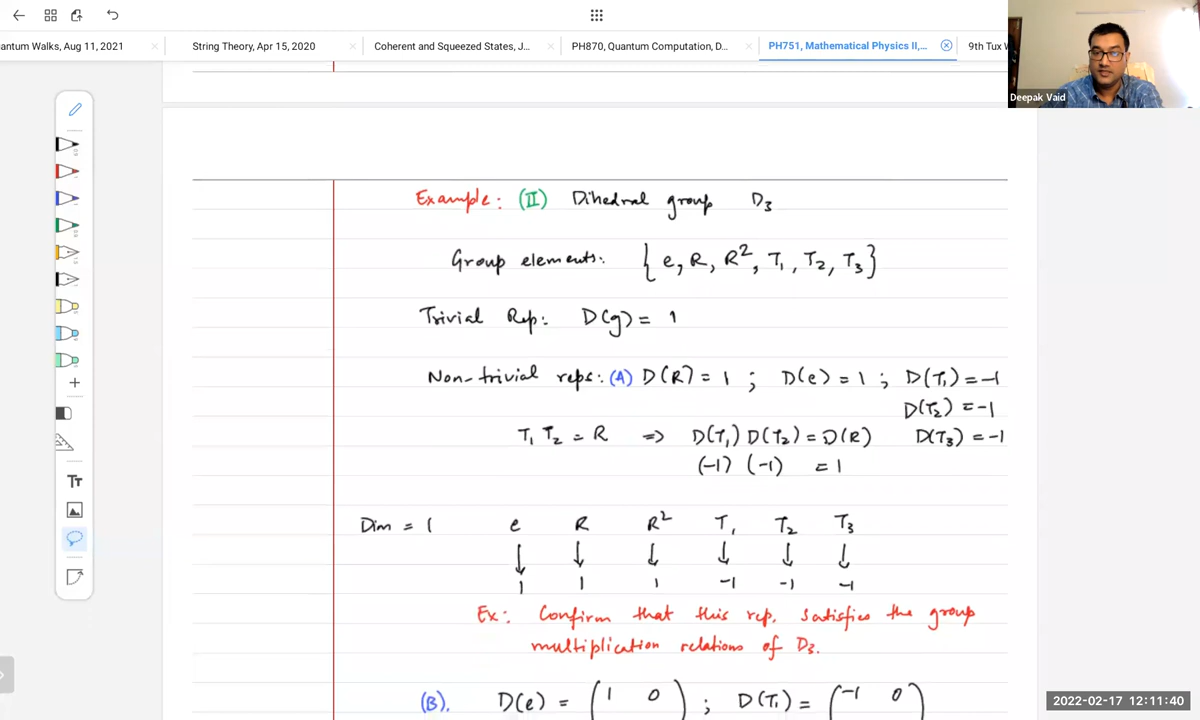 antum Walks, Aug 11, 2021
String Theory, Apr 15, 2020
Coherent and Squeezed States, J...
PH870, Quantum Computation, D...
PH751, Mathematical Physics II,...
9th Tux W
Deepak Vaid
Example: (II) Dihedral group D₃
Group elements: { e, R, R², T₁, T₂, T₃ }
Trivial Rep: D(g) = 1
Non-trivial reps: (A) D(R) = 1 ; D(e) = 1 ; D(T₁) = -1
D(T₂) = -1
T₁ T₂ = R => D(T₁) D(T₂) = D(R) D(T₃) = -1
(-1) (-1) = 1
Dim = 1 e R R² T₁ T₂ T₃
↓ ↓ ↓ ↓ ↓ ↓
1 1 1 -1 -1 -1
Ex: Confirm that this rep. satisfies the group
multiplication relations of D₃.
(B). D(e) = ( 1 0 ) ; D(T₁) = ( -1 0 )
Tт
2022-02-17 12:11:40